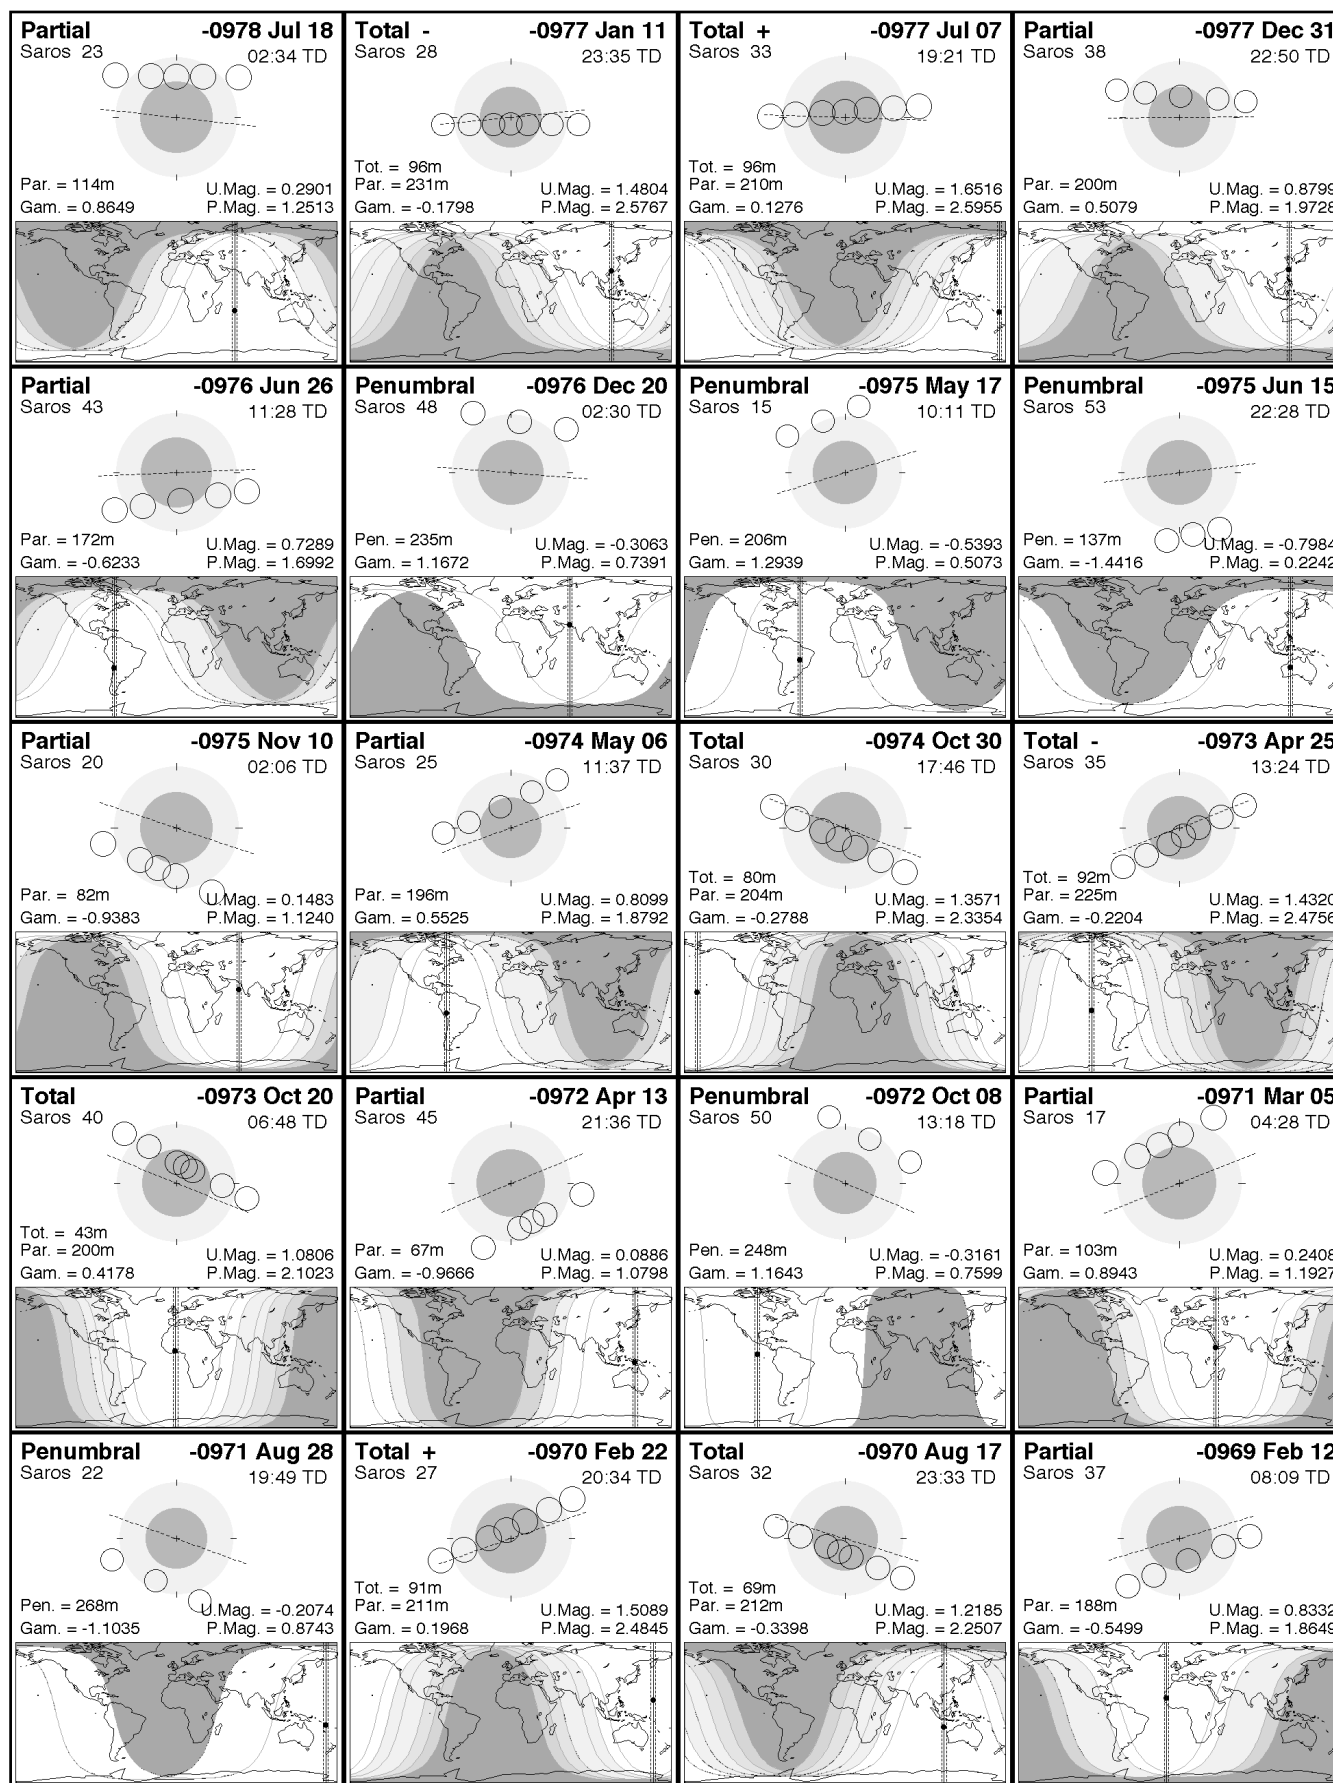 Partial -0978 Jul 18
Saros 23 02:34 TD
Par. = 114m U.Mag. = 0.2901
Gam. = 0.8649 P.Mag. = 1.2513
Total - -0977 Jan 11
Saros 28 23:35 TD
Tot. = 96m
Par. = 231m U.Mag. = 1.4804
Gam. = -0.1798 P.Mag. = 2.5767
Total + -0977 Jul 07
Saros 33 19:21 TD
Tot. = 96m
Par. = 210m U.Mag. = 1.6516
Gam. = 0.1276 P.Mag. = 2.5955
Partial -0977 Dec 31
Saros 38 22:50 TD
Par. = 200m U.Mag. = 0.8799
Gam. = 0.5079 P.Mag. = 1.9728
Partial -0976 Jun 26
Saros 43 11:28 TD
Par. = 172m U.Mag. = 0.7289
Gam. = -0.6233 P.Mag. = 1.6992
Penumbral -0976 Dec 20
Saros 48 02:30 TD
Pen. = 235m U.Mag. = -0.3063
Gam. = 1.1672 P.Mag. = 0.7391
Penumbral -0975 May 17
Saros 15 10:11 TD
Pen. = 206m U.Mag. = -0.5393
Gam. = 1.2939 P.Mag. = 0.5073
Penumbral -0975 Jun 15
Saros 53 22:28 TD
Pen. = 137m U.Mag. = -0.7984
Gam. = -1.4416 P.Mag. = 0.2242
Partial -0975 Nov 10
Saros 20 02:06 TD
Par. = 82m U.Mag. = 0.1483
Gam. = -0.9383 P.Mag. = 1.1240
Partial -0974 May 06
Saros 25 11:37 TD
Par. = 196m U.Mag. = 0.8099
Gam. = 0.5525 P.Mag. = 1.8792
Total -0974 Oct 30
Saros 30 17:46 TD
Tot. = 80m
Par. = 204m U.Mag. = 1.3571
Gam. = -0.2788 P.Mag. = 2.3354
Total - -0973 Apr 25
Saros 35 13:24 TD
Tot. = 92m
Par. = 225m U.Mag. = 1.4320
Gam. = -0.2204 P.Mag. = 2.4756
Total -0973 Oct 20
Saros 40 06:48 TD
Tot. = 43m
Par. = 200m U.Mag. = 1.0806
Gam. = 0.4178 P.Mag. = 2.1023
Partial -0972 Apr 13
Saros 45 21:36 TD
Par. = 67m U.Mag. = 0.0886
Gam. = -0.9666 P.Mag. = 1.0798
Penumbral -0972 Oct 08
Saros 50 13:18 TD
Pen. = 248m U.Mag. = -0.3161
Gam. = 1.1643 P.Mag. = 0.7599
Partial -0971 Mar 05
Saros 17 04:28 TD
Par. = 103m U.Mag. = 0.2408
Gam. = 0.8943 P.Mag. = 1.1927
Penumbral -0971 Aug 28
Saros 22 19:49 TD
Pen. = 268m U.Mag. = -0.2074
Gam. = -1.1035 P.Mag. = 0.8743
Total + -0970 Feb 22
Saros 27 20:34 TD
Tot. = 91m
Par. = 211m U.Mag. = 1.5089
Gam. = 0.1968 P.Mag. = 2.4845
Total -0970 Aug 17
Saros 32 23:33 TD
Tot. = 69m
Par. = 212m U.Mag. = 1.2185
Gam. = -0.3398 P.Mag. = 2.2507
Partial -0969 Feb 12
Saros 37 08:09 TD
Par. = 188m U.Mag. = 0.8332
Gam. = -0.5499 P.Mag. = 1.8649